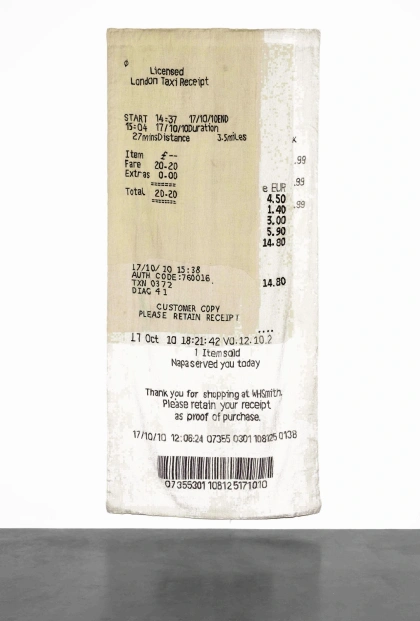 Licensed
London Taxi Receipt
START 14:37 17/10/10END
15:04 17/10/10Duration
27minsDistance 3.5miles
K
Item £--
.99
Fare 20.20
Extras 0.00
.99
======
e EUR
Total 20.20
4.50
.99
======
1.40
3.00
5.90
14.80
17/10/10 15:38
AUTH CODE:760016
TXN 0372
14.80
DIAG 41
CUSTOMER COPY
PLEASE RETAIN RECEIPT
....
17 Oct 10 18:21:42 V0.12.10.2
1 Item sold
Napa served you today
Thank you for shopping at WHSmith.
Please retain your receipt
as proof of purchase.
17/10/10 12:06:24 07355 0301 108125 0138
07355301 108125171010